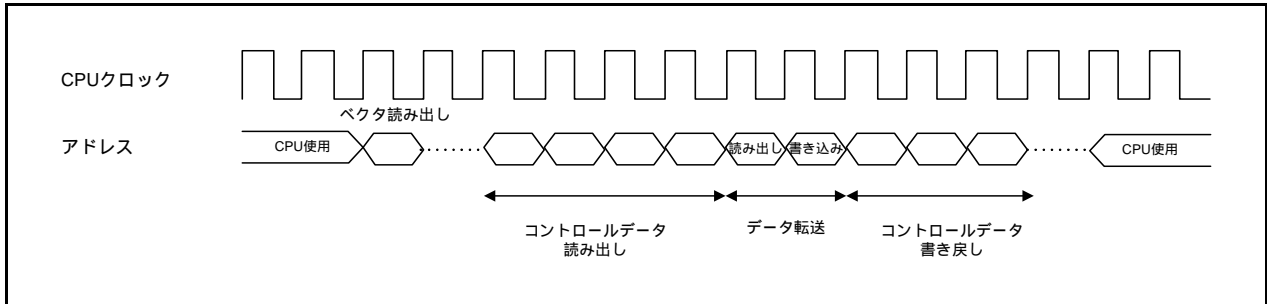 CPUクロック
ベクタ読み出し
アドレス
CPU使用
読み出し
書き込み
CPU使用
コントロールデータ
読み出し
データ転送
コントロールデータ
書き戻し